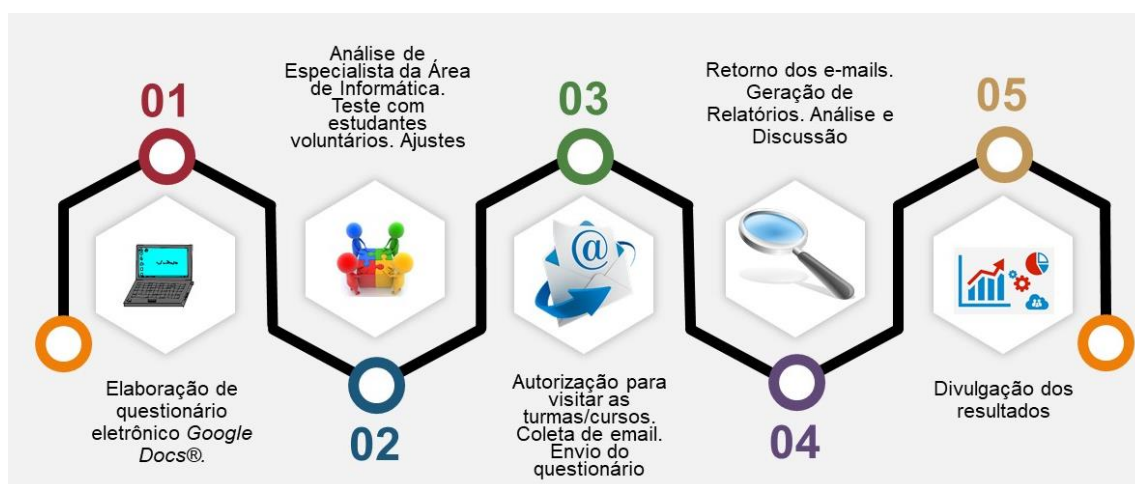 01
Elaboração de
questionário
eletrônico Google
Docs®.
Análise de
Especialista da Área
de Informática.
Teste com
estudantes
voluntários. Ajustes
02
03
Autorização para
visitar as
turmas/cursos.
Coleta de email.
Envio do
questionário
Retorno dos e-mails.
Geração de
Relatórios. Análise e
Discussão
04
05
Divulgação dos
resultados